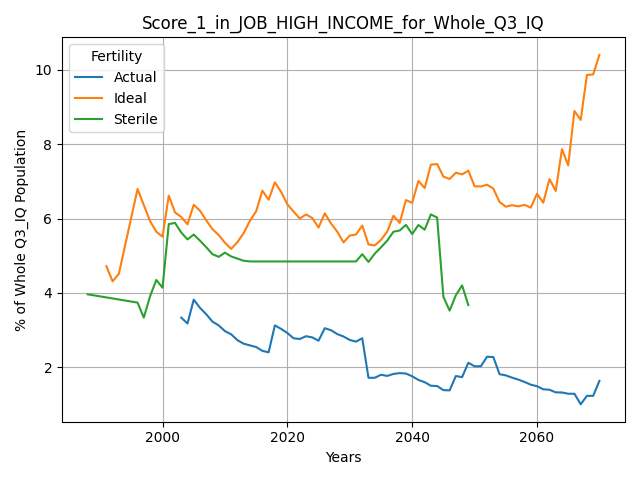 Score_1_in_JOB_HIGH_INCOME_for_Whole_Q3_IQ
Fertility
Actual
Ideal
Sterile
% of Whole Q3_IQ Population
10
8
6
4
2
2000
2020
2040
2060
Years